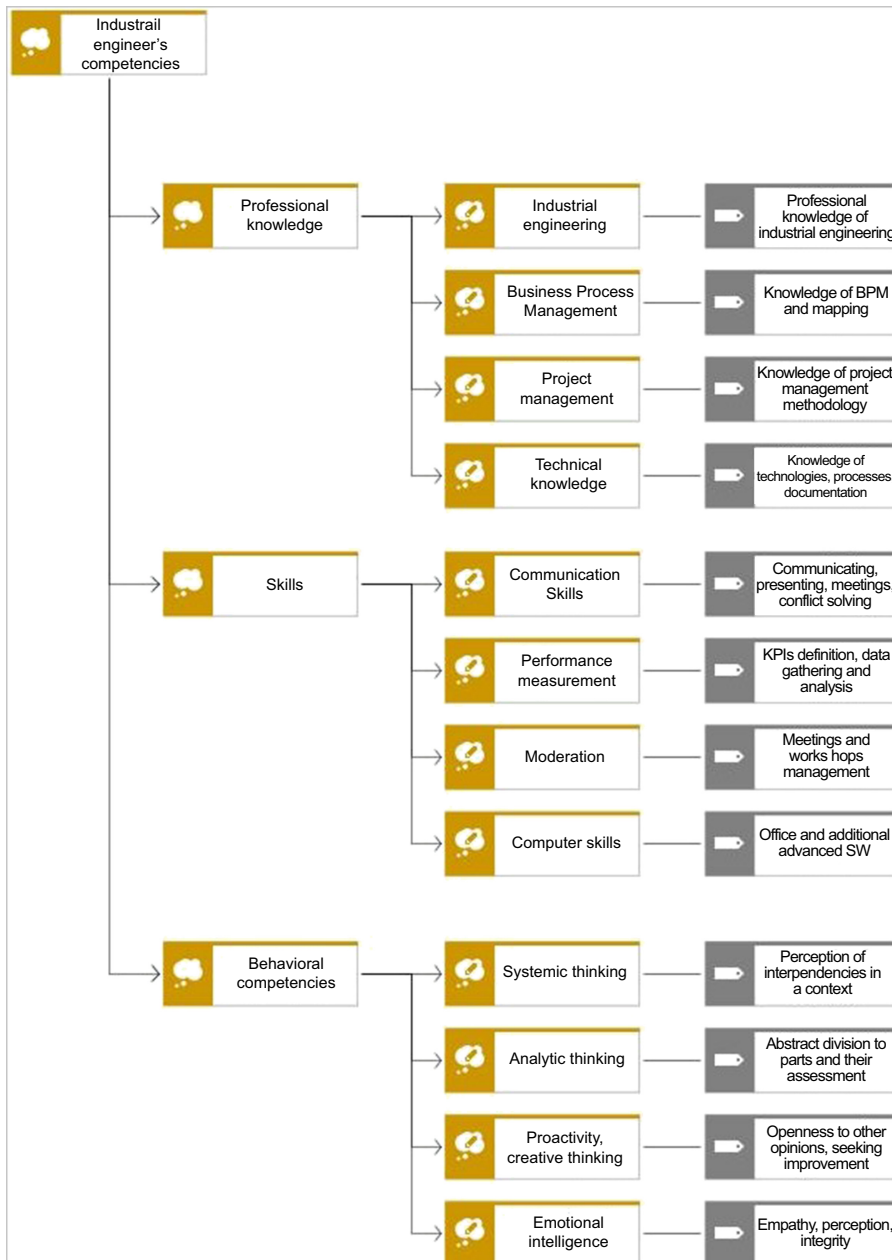 Industrail
engineer's
competencies
Professional
knowledge
Industrial
engineering
Professional
knowledge of
industrial engineering
Business Process
Management
Knowledge of BPM
and mapping
Project
management
Knowledge of project
management
methodology
Technical
knowledge
Knowledge of
technologies, processes
documentation
Skills
Communication
Skills
Communicating,
presenting, meetings,
conflict solving
Performance
measurement
KPIs definition, data
gathering and
analysis
Moderation
Meetings and
works hops
management
Computer skills
Office and additional
advanced SW
Behavioral
competencies
Systemic thinking
Perception of
interpendencies in
a context
Analytic thinking
Abstract division to
parts and their
assessment
Proactivity,
creative thinking
Openness to other
opinions, seeking
improvement
Emotional
intelligence
Empathy, perception,
integrity